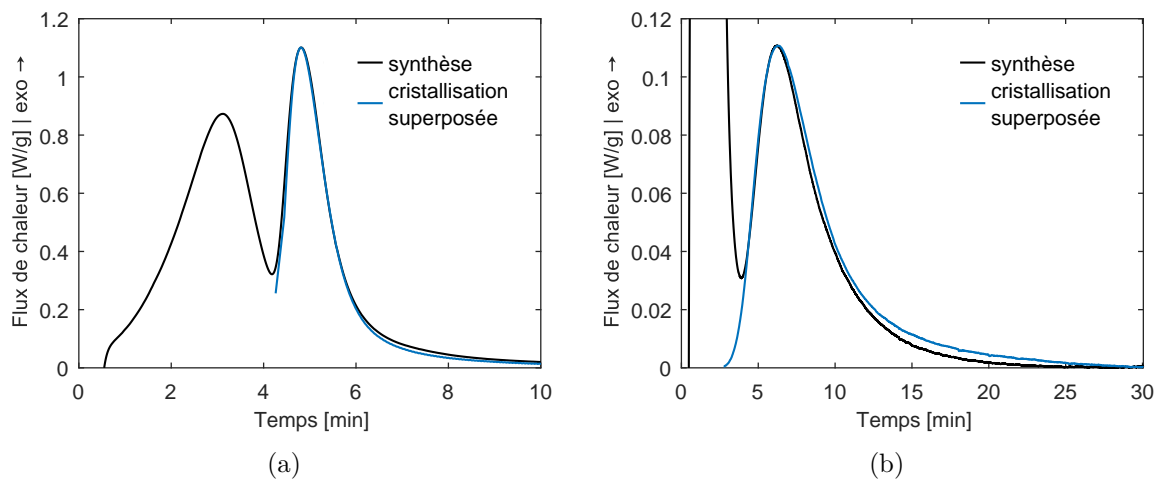 1.2
1
0.8
0.6
0.4
0.2
0
0 2 4 6 8 10
Flux de chaleur [W/g] | exo →
Temps [min]
synthèse
cristallisation
superposée
(a)
0.12
0.1
0.08
0.06
0.04
0.02
0
0 5 10 15 20 25 30
Flux de chaleur [W/g] | exo →
Temps [min]
synthèse
cristallisation
superposée
(b)